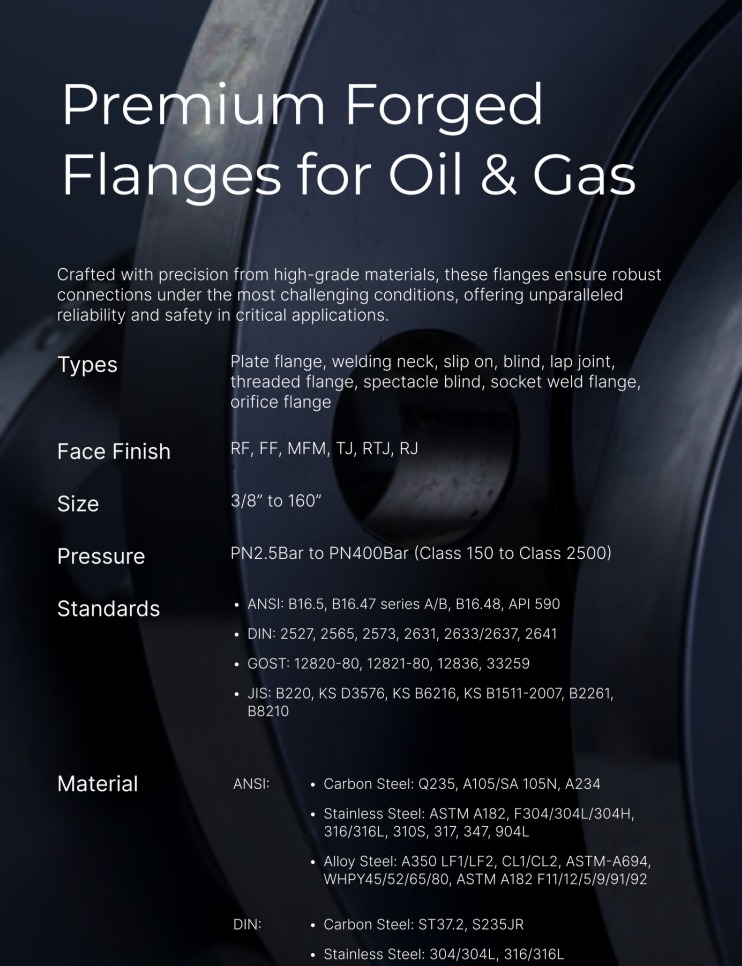 Premium Forged
Flanges for Oil & Gas
Crafted with precision from high-grade materials, these flanges ensure robust
connections under the most challenging conditions, offering unparalleled
reliability and safety in critical applications.
Types
Plate flange, welding neck, slip on, blind, lap joint,
threaded flange, spectacle blind, socket weld flange,
orifice flange
Face Finish
RF, FF, MFM, TJ, RTJ, RJ
Size
3/8” to 160”
Pressure
PN2.5Bar to PN400Bar (Class 150 to Class 2500)
Standards
• ANSI: B16.5, B16.47 series A/B, B16.48, API 590
• DIN: 2527, 2565, 2573, 2631, 2633/2637, 2641
• GOST: 12820-80, 12821-80, 12836, 33259
• JIS: B220, KS D3576, KS B6216, KS B1511-2007, B2261,
B8210
Material
ANSI:
• Carbon Steel: Q235, A105/SA 105N, A234
• Stainless Steel: ASTM A182, F304/304L/304H,
316/316L, 310S, 317, 347, 904L
• Alloy Steel: A350 LF1/LF2, CL1/CL2, ASTM-A694,
WHPY45/52/65/80, ASTM A182 F11/12/5/9/91/92
DIN:
• Carbon Steel: ST37.2, S235JR
• Stainless Steel: 304/304L, 316/316L